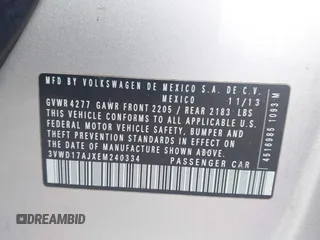 MFD BY VOLKSWAGEN DE MEXICO S.A. DE C.V.
MEXICO 11/13
GVWR 4277 GAWR FRONT 2205 / REAR 2183 LBS
THIS VEHICLE CONFORMS TO ALL APPLICABLE
FEDERAL MOTOR VEHICLE SAFETY, BUMPER AND
THEFT PREVENTION STANDARDS IN EFFECT ON
THE DATE OF MANUFACTURE SHOWN ABOVE.
3VWD17AJXEM240334 PASSENGER CAR
4516985 1093 M
DREAMBID